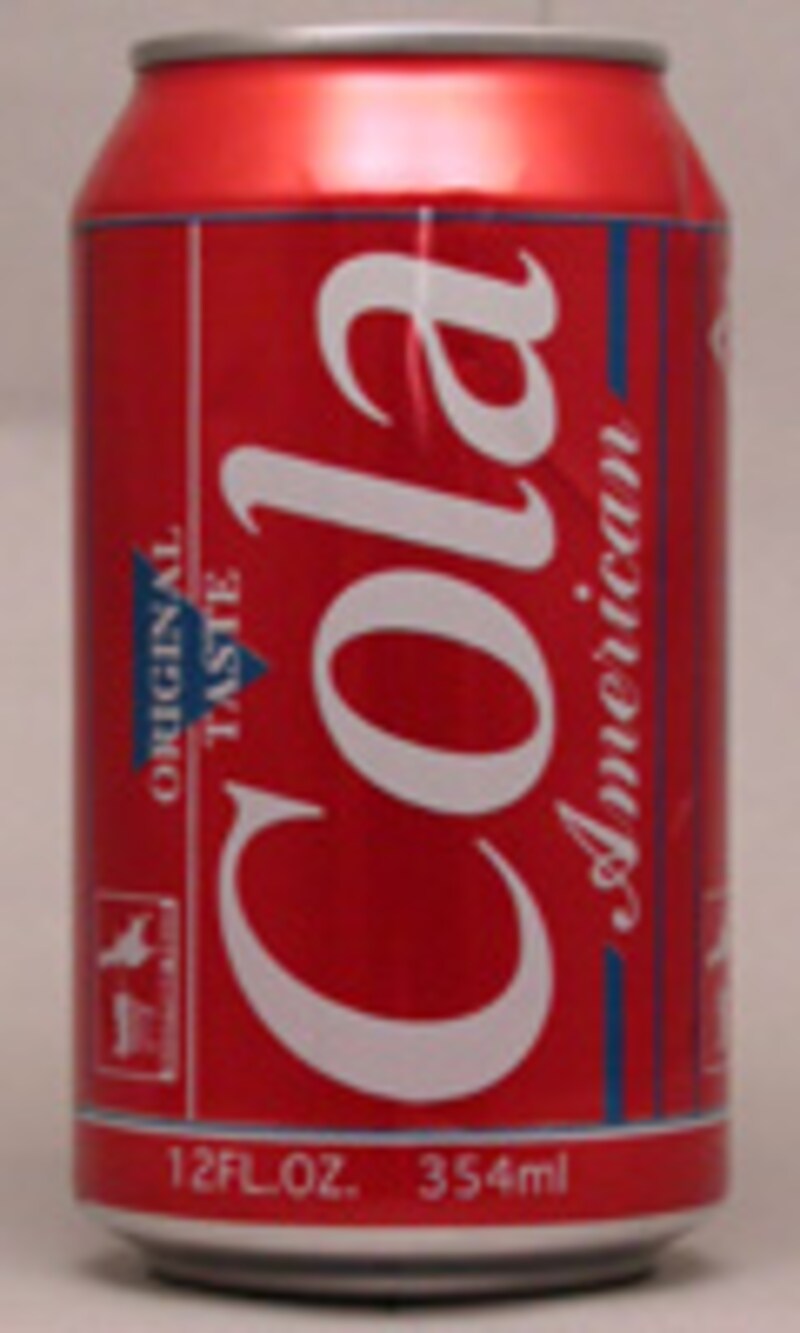 ORIGINAL
TASTE
Cola
American
12FL.OZ. 354ml